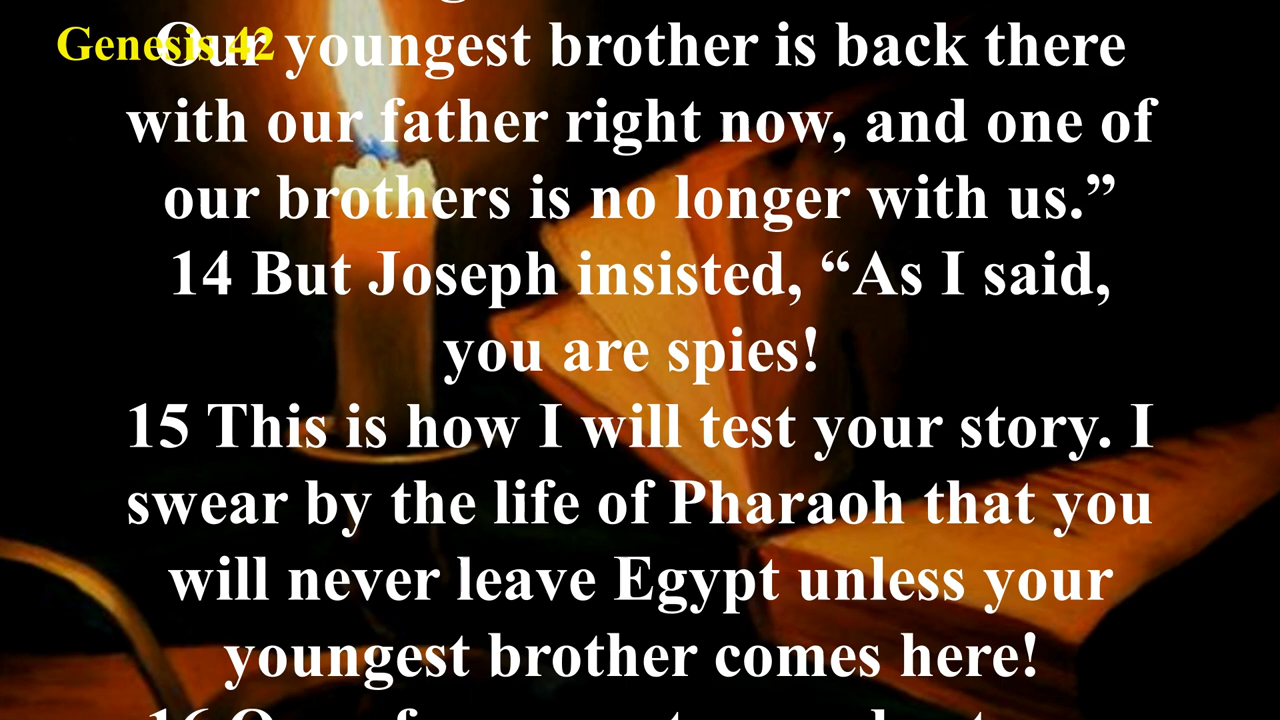 Genesis 42
Our youngest brother is back there
with our father right now, and one of
our brothers is no longer with us.”
14 But Joseph insisted, “As I said,
you are spies!
15 This is how I will test your story. I
swear by the life of Pharaoh that you
will never leave Egypt unless your
youngest brother comes here!
16